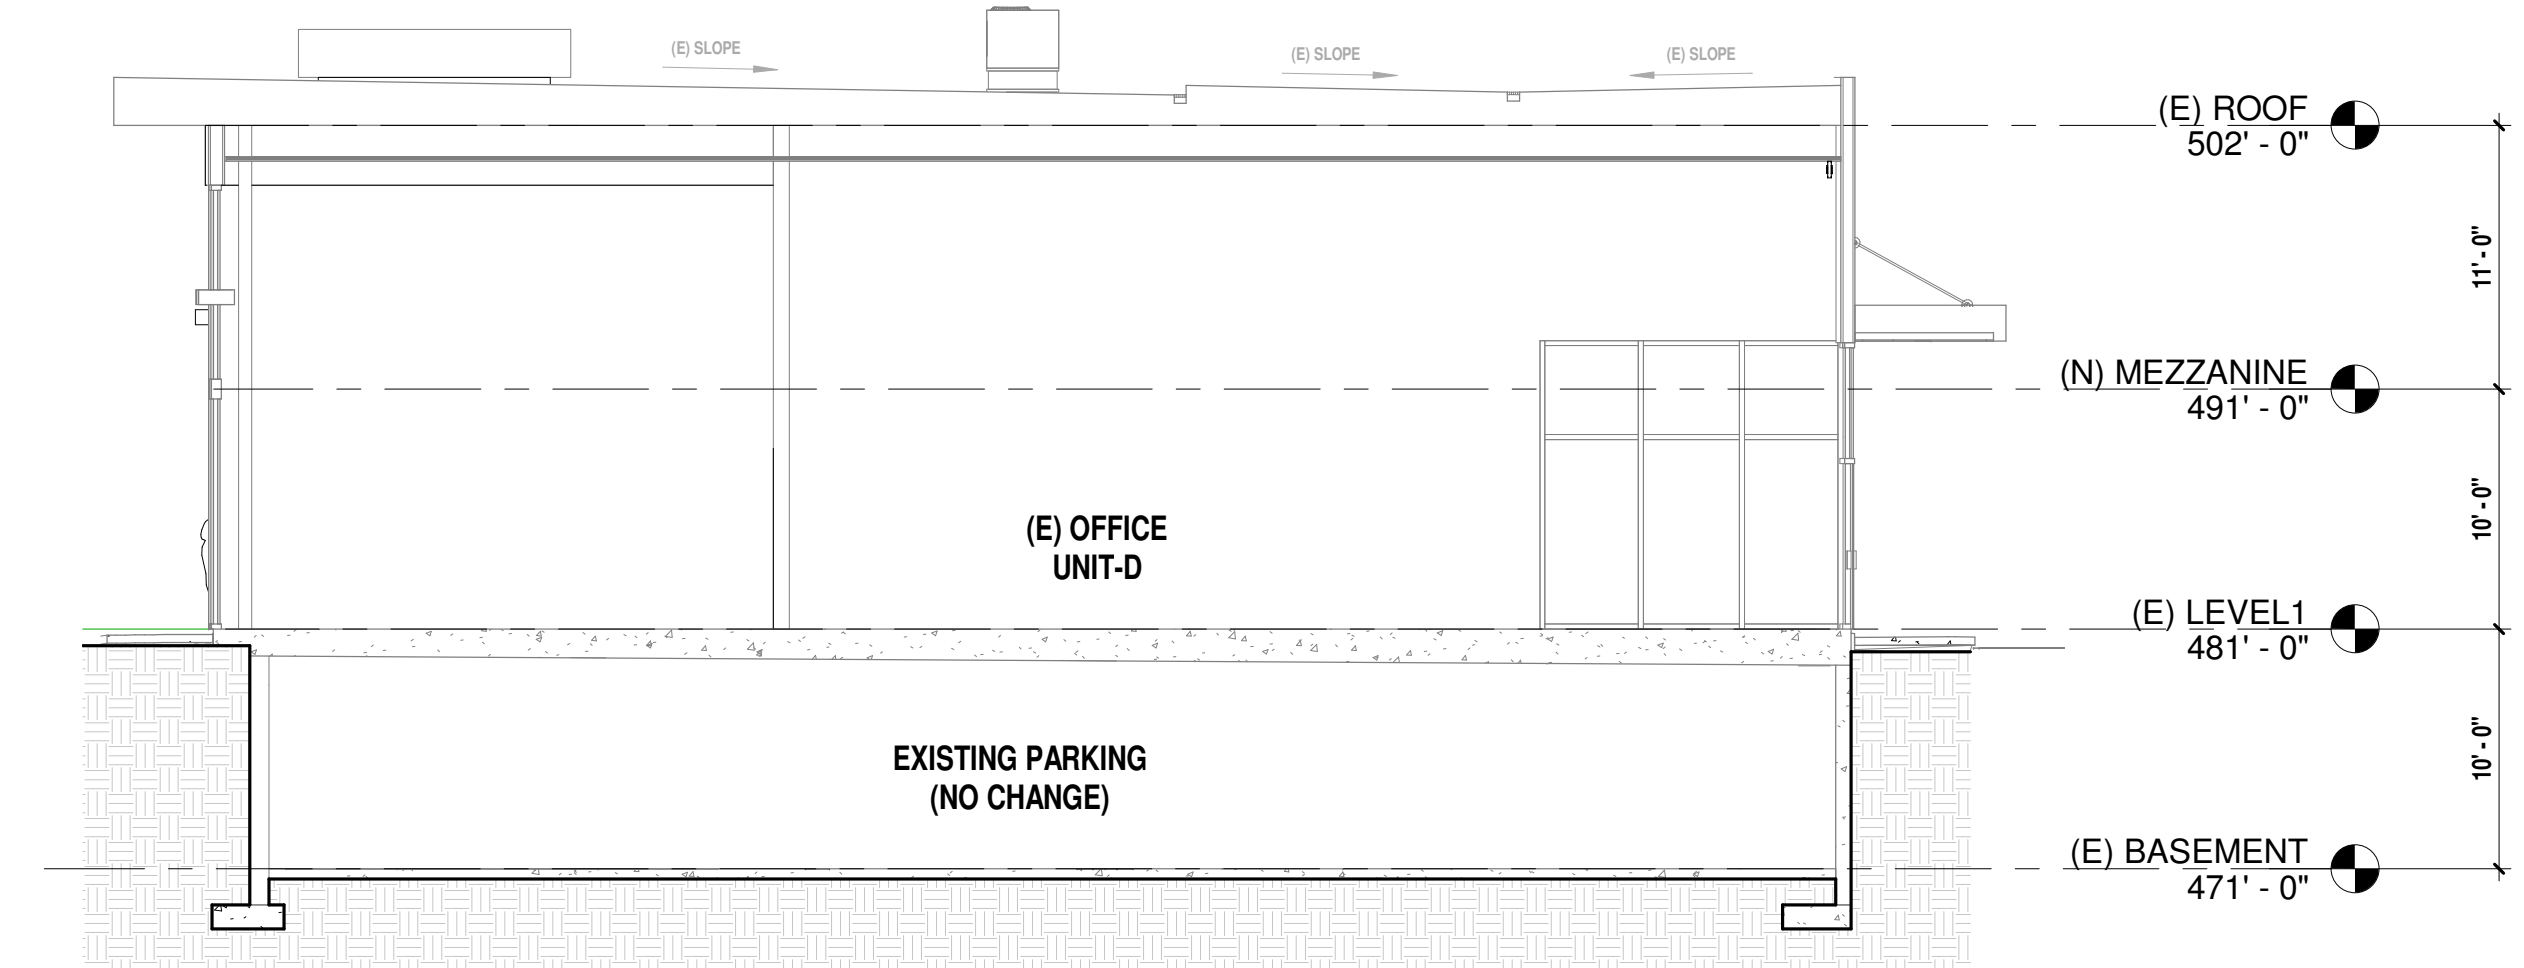 (E) SLOPE
(E) SLOPE
(E) SLOPE
(E) ROOF
502' - 0"
11' - 0"
(N) MEZZANINE
491' - 0"
10' - 0"
(E) OFFICE
UNIT-D
(E) LEVEL1
481' - 0"
10' - 0"
EXISTING PARKING
(NO CHANGE)
(E) BASEMENT
471' - 0"